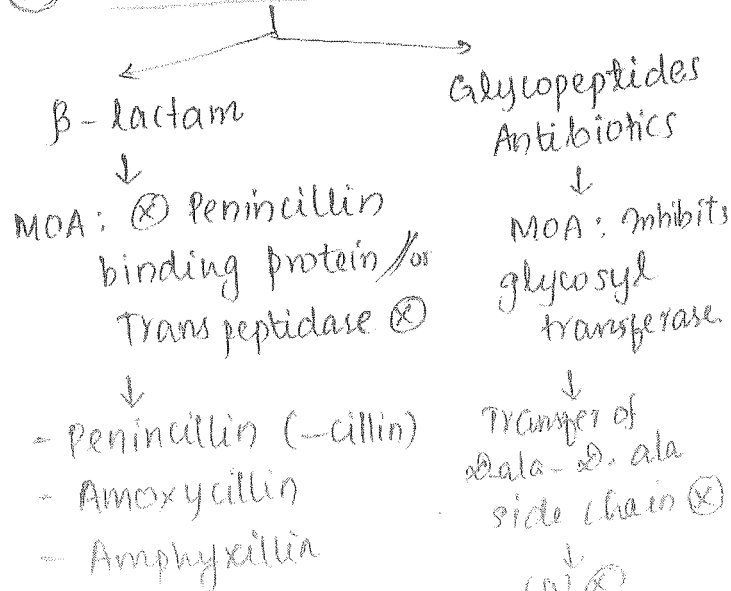 β - lactam
MOA: ⓧ Penincillin
binding protein /or
Trans peptidase ⓧ
- Penincillin (-cillin)
- Amoxycillin
- Amphyxillin
Glycopeptides
Antibiotics
MOA: Inhibits
glycosyl
transferase.
Transfer of
D.ala - D. ala
side chain ⓧ